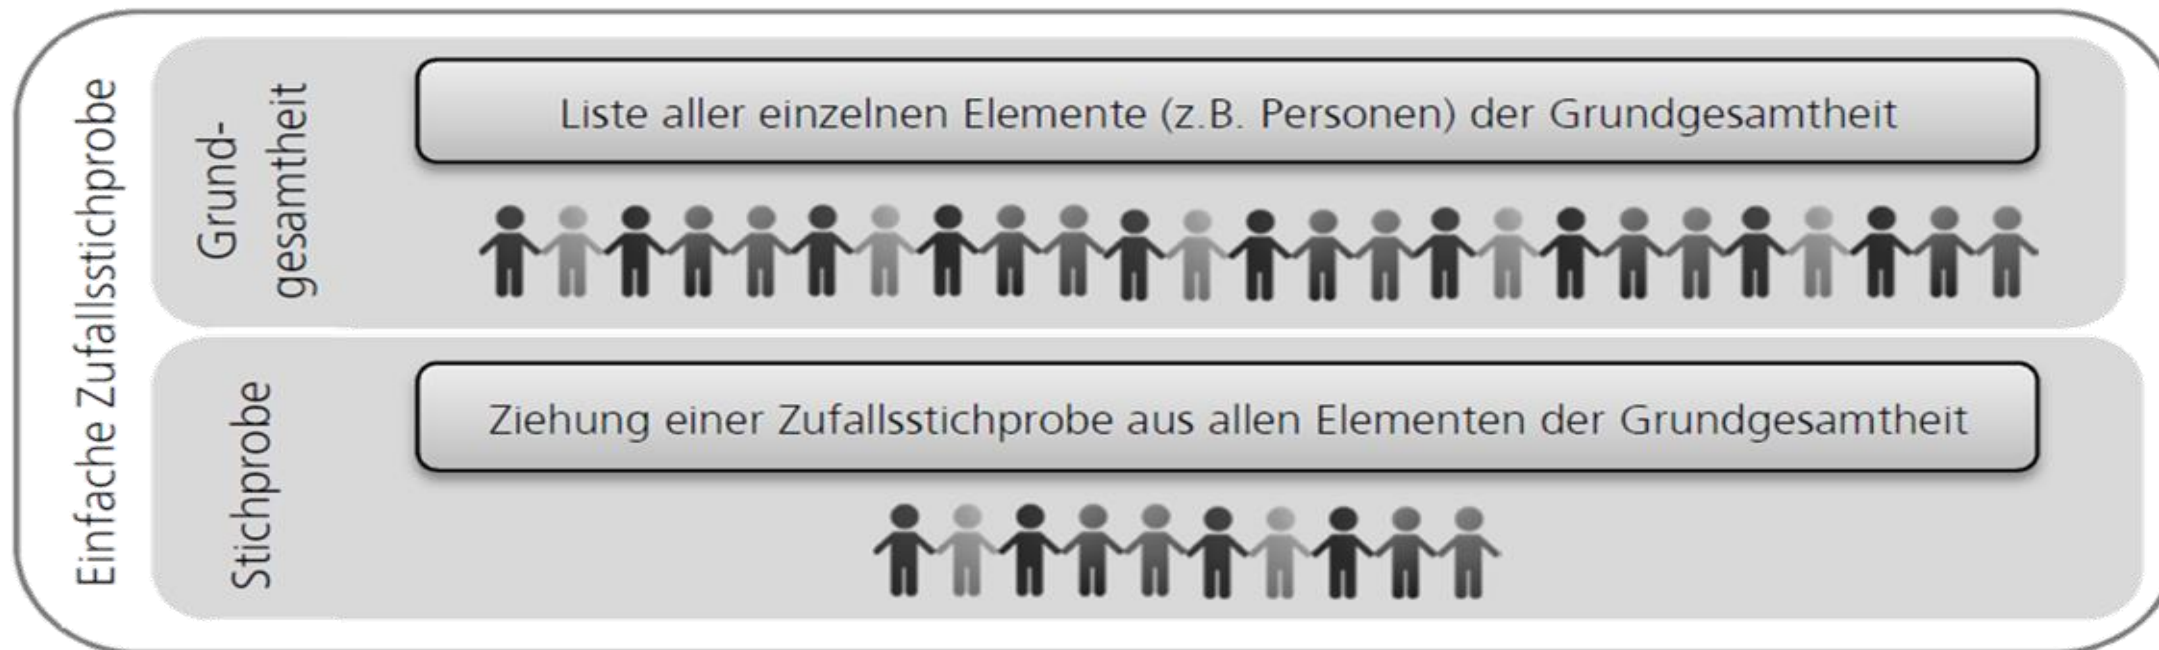 Einfache Zufallsstichprobe
Grund-
gesamtheit
Liste aller einzelnen Elemente (z.B. Personen) der Grundgesamtheit
Stichprobe
Ziehung einer Zufallsstichprobe aus allen Elementen der Grundgesamtheit